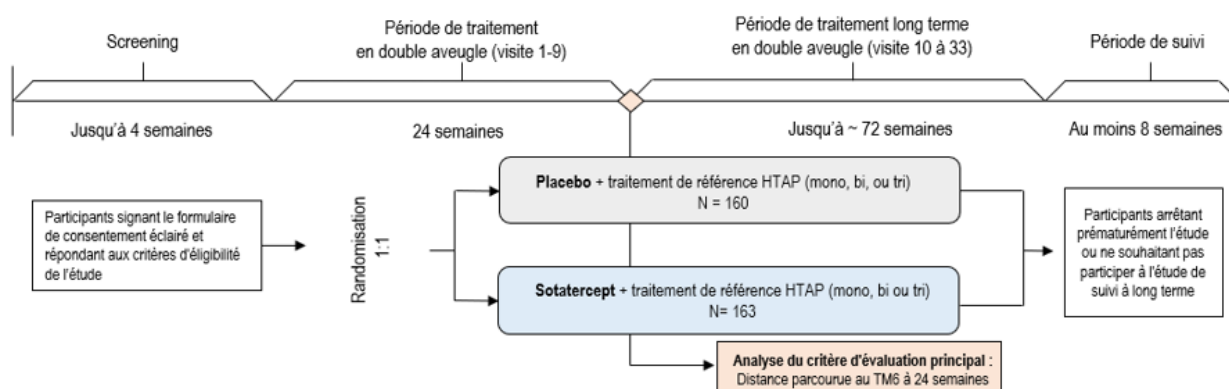 Screening
Période de traitement
en double aveugle (visite 1-9)
Période de traitement long terme
en double aveugle (visite 10 à 33)
Période de suivi
Jusqu'à 4 semaines
24 semaines
Jusqu'à ~ 72 semaines
Au moins 8 semaines
Participants signant le formulaire
de consentement éclairé et
répondant aux critères d'éligibilité
de l'étude
Randomisation
1:1
Placebo + traitement de référence HTAP (mono, bi, ou tri)
N = 160
Sotatercept + traitement de référence HTAP (mono, bi ou tri)
N= 163
Participants arrêtant
prématurément l'étude
ou ne souhaitant pas
participer à l'étude de
suivi à long terme
Analyse du critère d'évaluation principal :
Distance parcourue au TM6 à 24 semaines